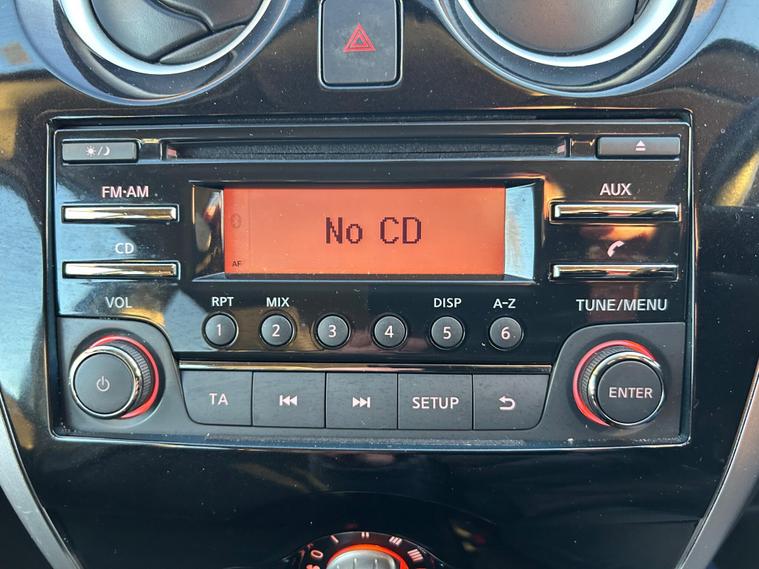 FM·AM
AUX
No CD
CD
AF
VOL
RPT
MIX
DISP
A-Z
TUNE/MENU
1
2
3
4
5
6
TA
SETUP
ENTER
0